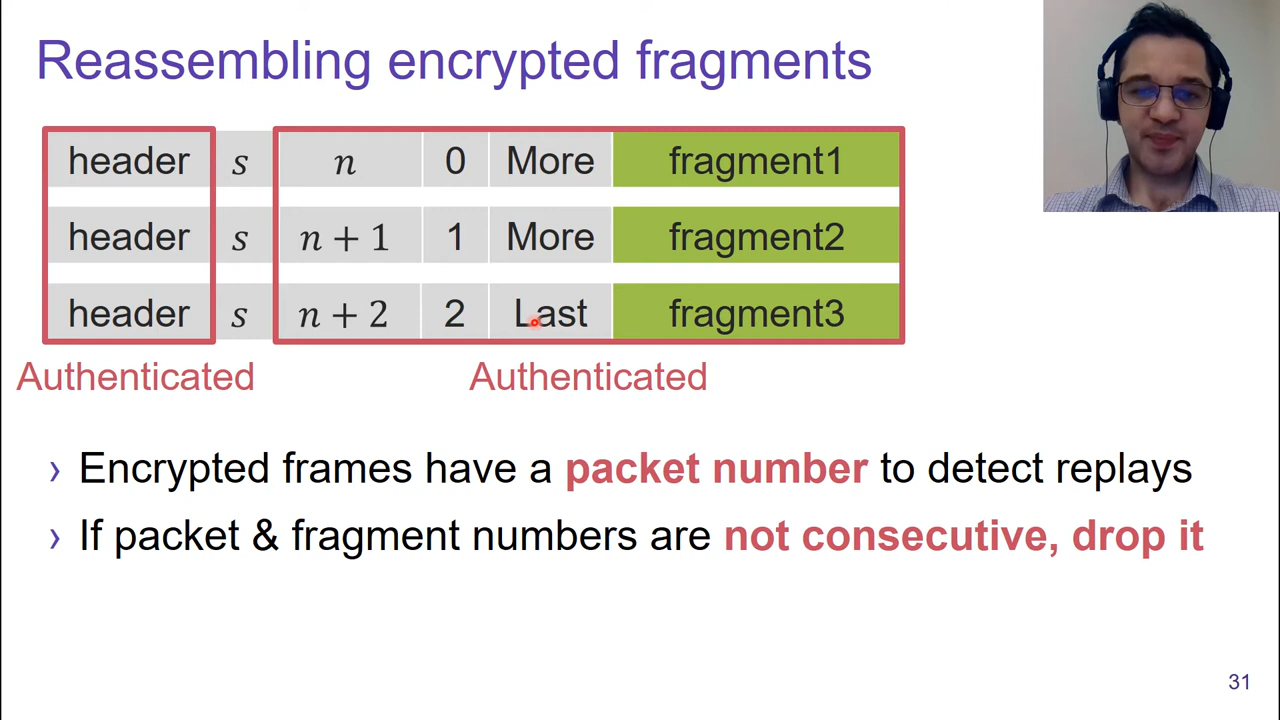 Reassembling encrypted fragments
header s n 0 More fragment1
header s n + 1 1 More fragment2
header s n + 2 2 Last fragment3
Authenticated Authenticated
› Encrypted frames have a packet number to detect replays
› If packet & fragment numbers are not consecutive, drop it
31